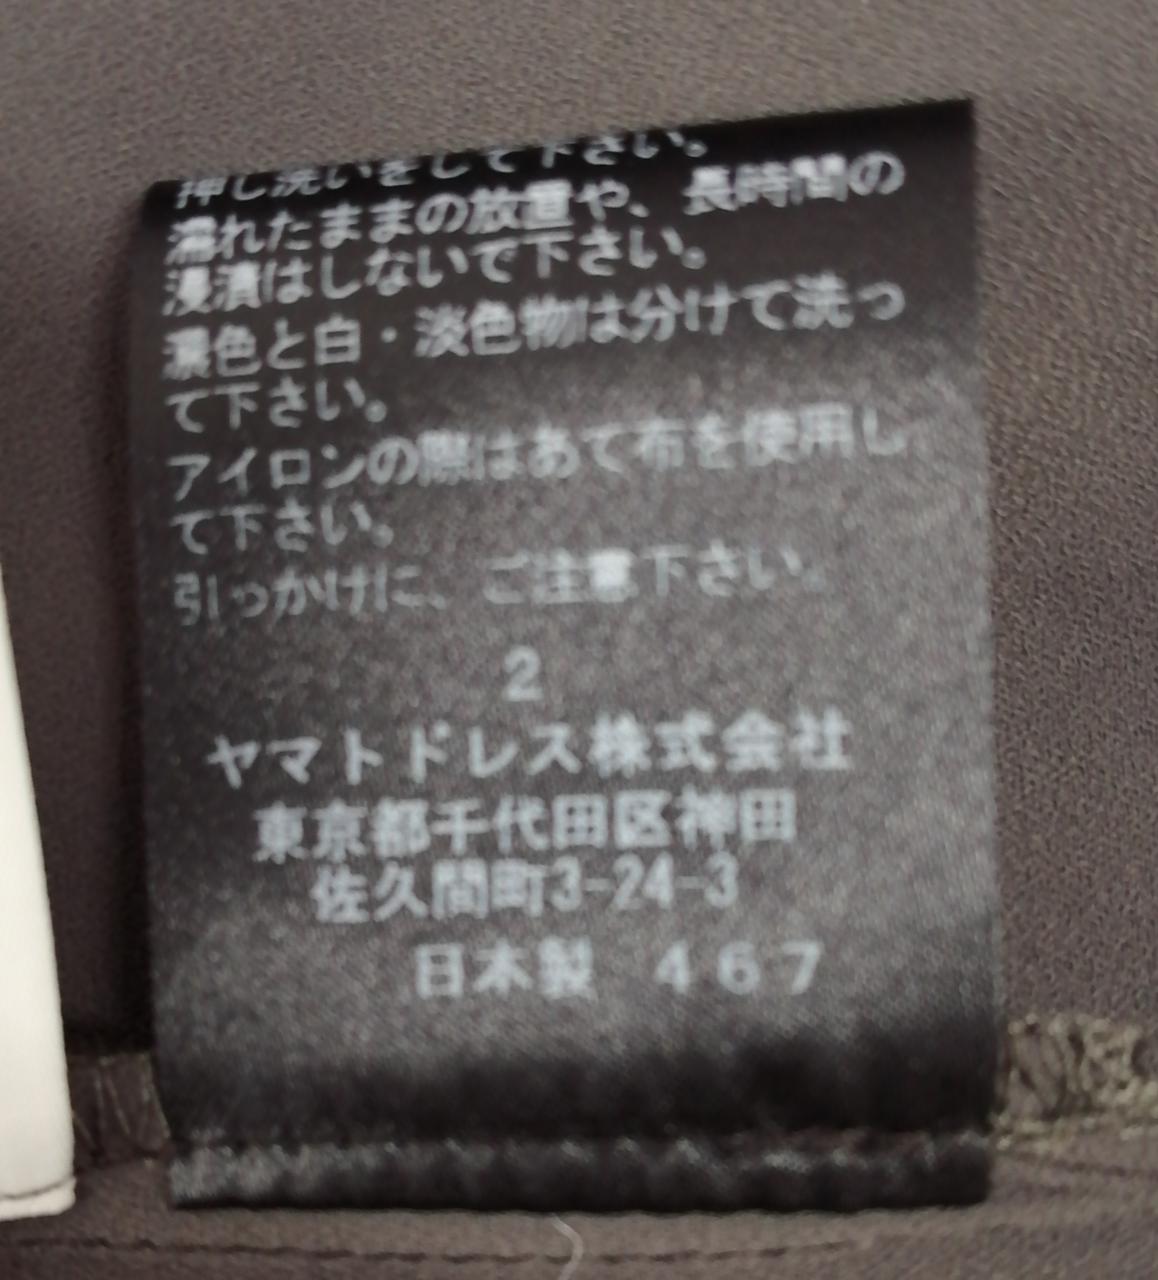 押し洗いをして下さい。
濡れたままの放置や、長時間の
浸漬はしないで下さい。
濃色と白・淡色物は分けて洗っ
て下さい。
アイロンの際はあて布を使用し
て下さい。
引っかけに、ご注意下さい。
2
ヤマトドレス株式会社
東京都千代田区神田
佐久間町3-24-3
日本製 467